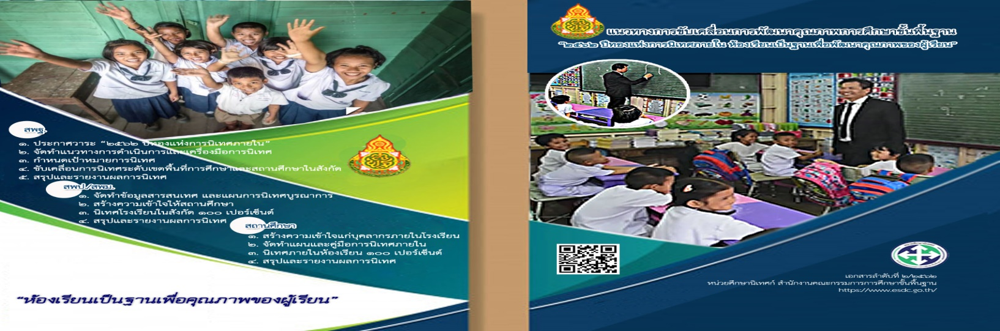 สพฐ.
๑. ประกาศวาระ “๒๕๖๒ ปีทองแห่งการนิเทศภายใน”
๒. จัดทำแนวทางการดำเนินการและเครื่องมือการนิเทศ
๓. กำหนดเป้าหมายการนิเทศ
๔. ขับเคลื่อนการนิเทศระดับเขตพื้นที่การศึกษาและสถานศึกษาในสังกัด
๕. สรุปและรายงานผลการนิเทศ
สพป./สพม.
๑. จัดทำข้อมูลสารสนเทศ และแผนการนิเทศบูรณาการ
๒. สร้างความเข้าใจให้สถานศึกษา
๓. นิเทศโรงเรียนในสังกัด ๑๐๐ เปอร์เซ็นต์
๔. สรุปและรายงานผลการนิเทศ
สถานศึกษา
๑. สร้างความเข้าใจแก่บุคลากรภายในโรงเรียน
๒. จัดทำแผนและคู่มือการนิเทศภายใน
๓. นิเทศภายในห้องเรียน ๑๐๐ เปอร์เซ็นต์
๔. สรุปและรายงานผลการนิเทศ
“ห้องเรียนเป็นฐานเพื่อคุณภาพของผู้เรียน”
แนวทางการขับเคลื่อนการพัฒนาคุณภาพการศึกษาขั้นพื้นฐาน
“๒๕๖๒ ปีทองแห่งการนิเทศภายใน ห้องเรียนเป็นฐานเพื่อพัฒนาคุณภาพของผู้เรียน”
เอกสารลำดับที่ ๒/๒๕๖๒
หน่วยศึกษานิเทศก์ สำนักงานคณะกรรมการการศึกษาขั้นพื้นฐาน
https://www.esdc.go.th/